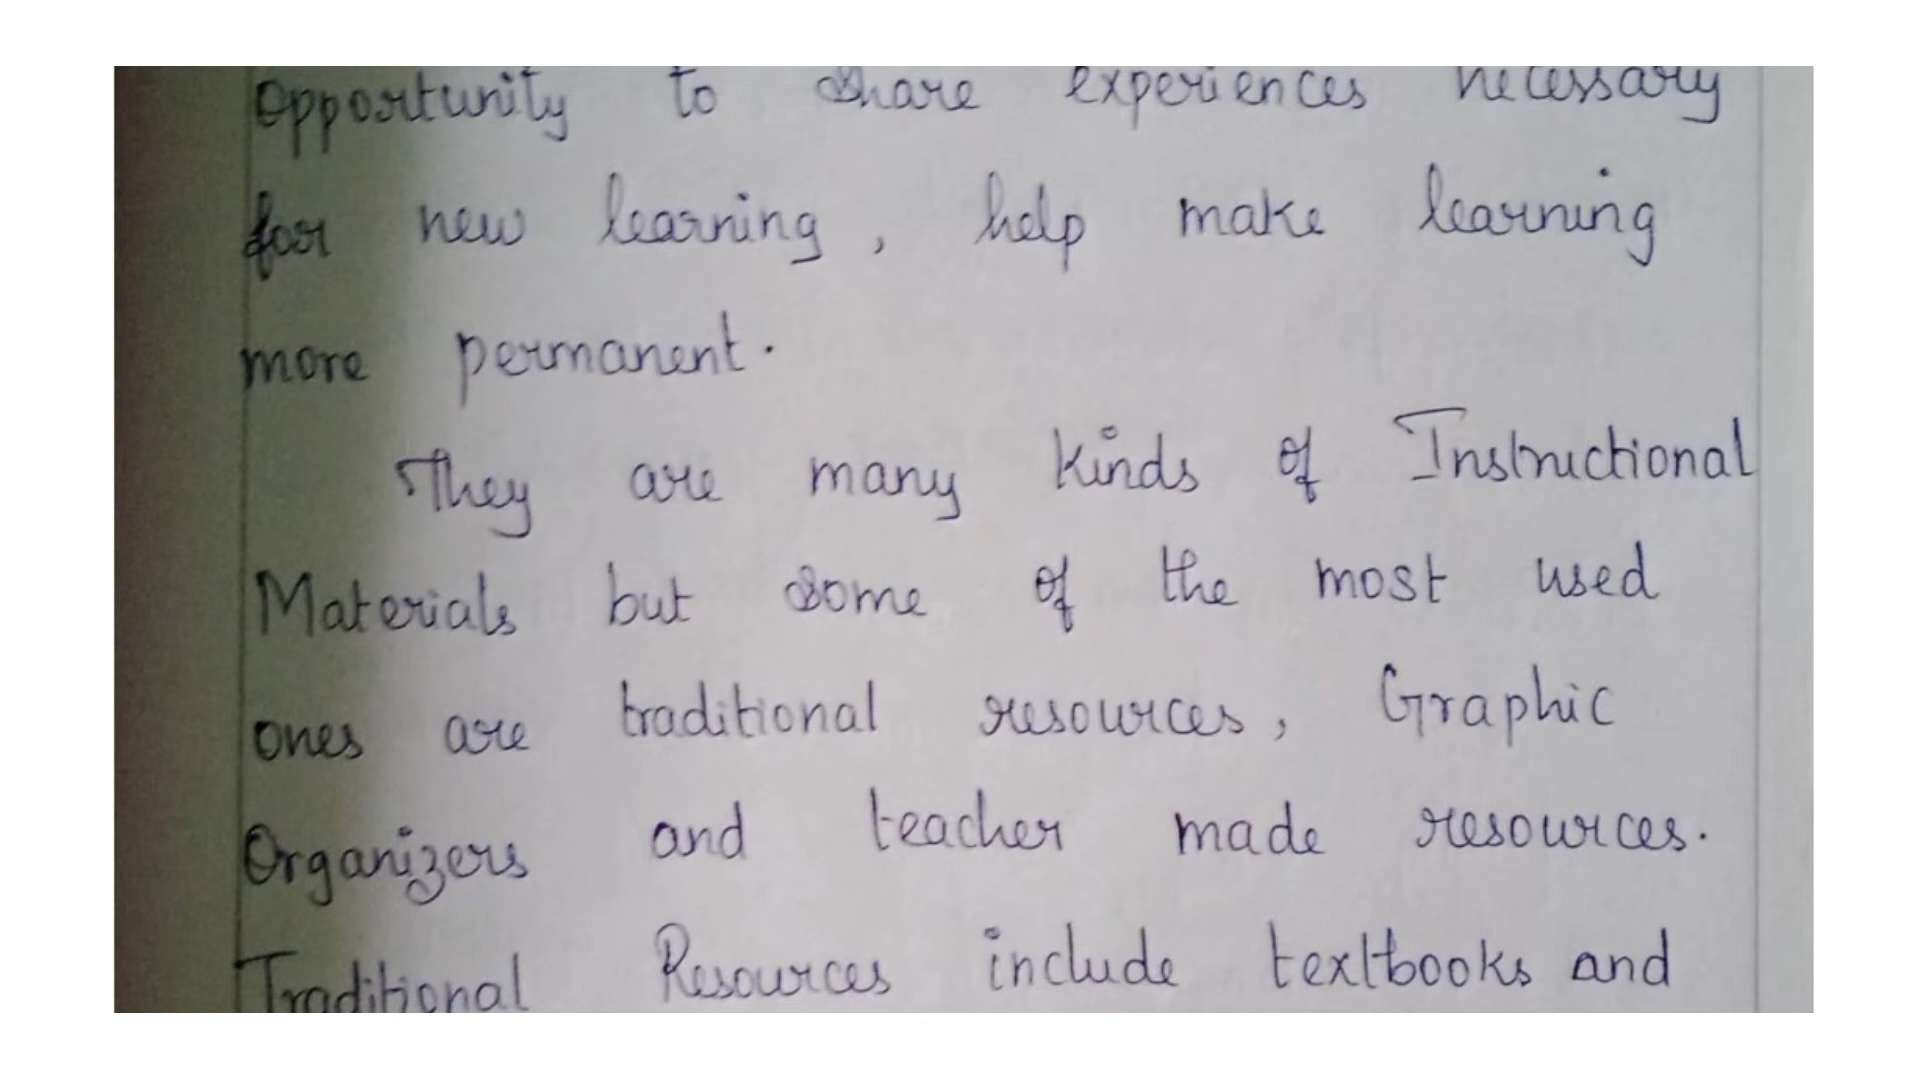 Opportunity to share experiences necessary
for new learning, help make learning
more permanent.
They are many kinds of Instructional
Materials but some of the most used
ones are traditional resources, Graphic
Organizers and teacher made resources.
Traditional Resources include textbooks and